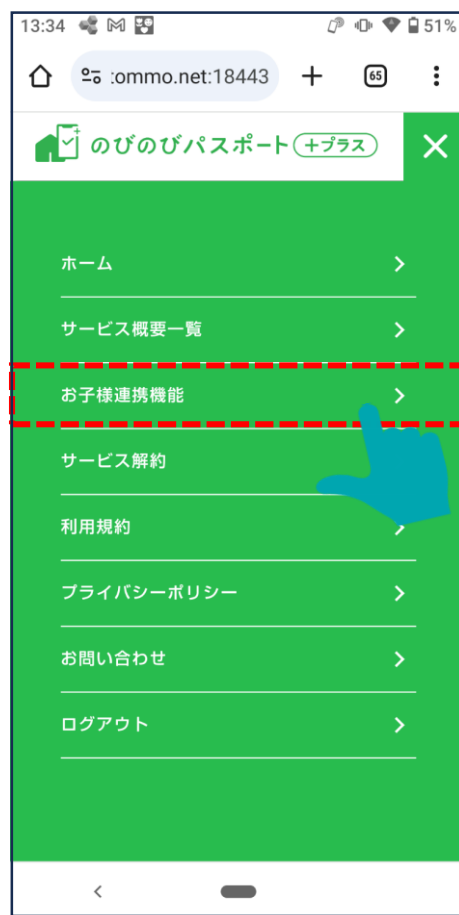 13:34 51%
:ommo.net:18443 65
のびのびパスポート +プラス
ホーム
サービス概要一覧
お子様連携機能
サービス解約
利用規約
プライバシーポリシー
お問い合わせ
ログアウト